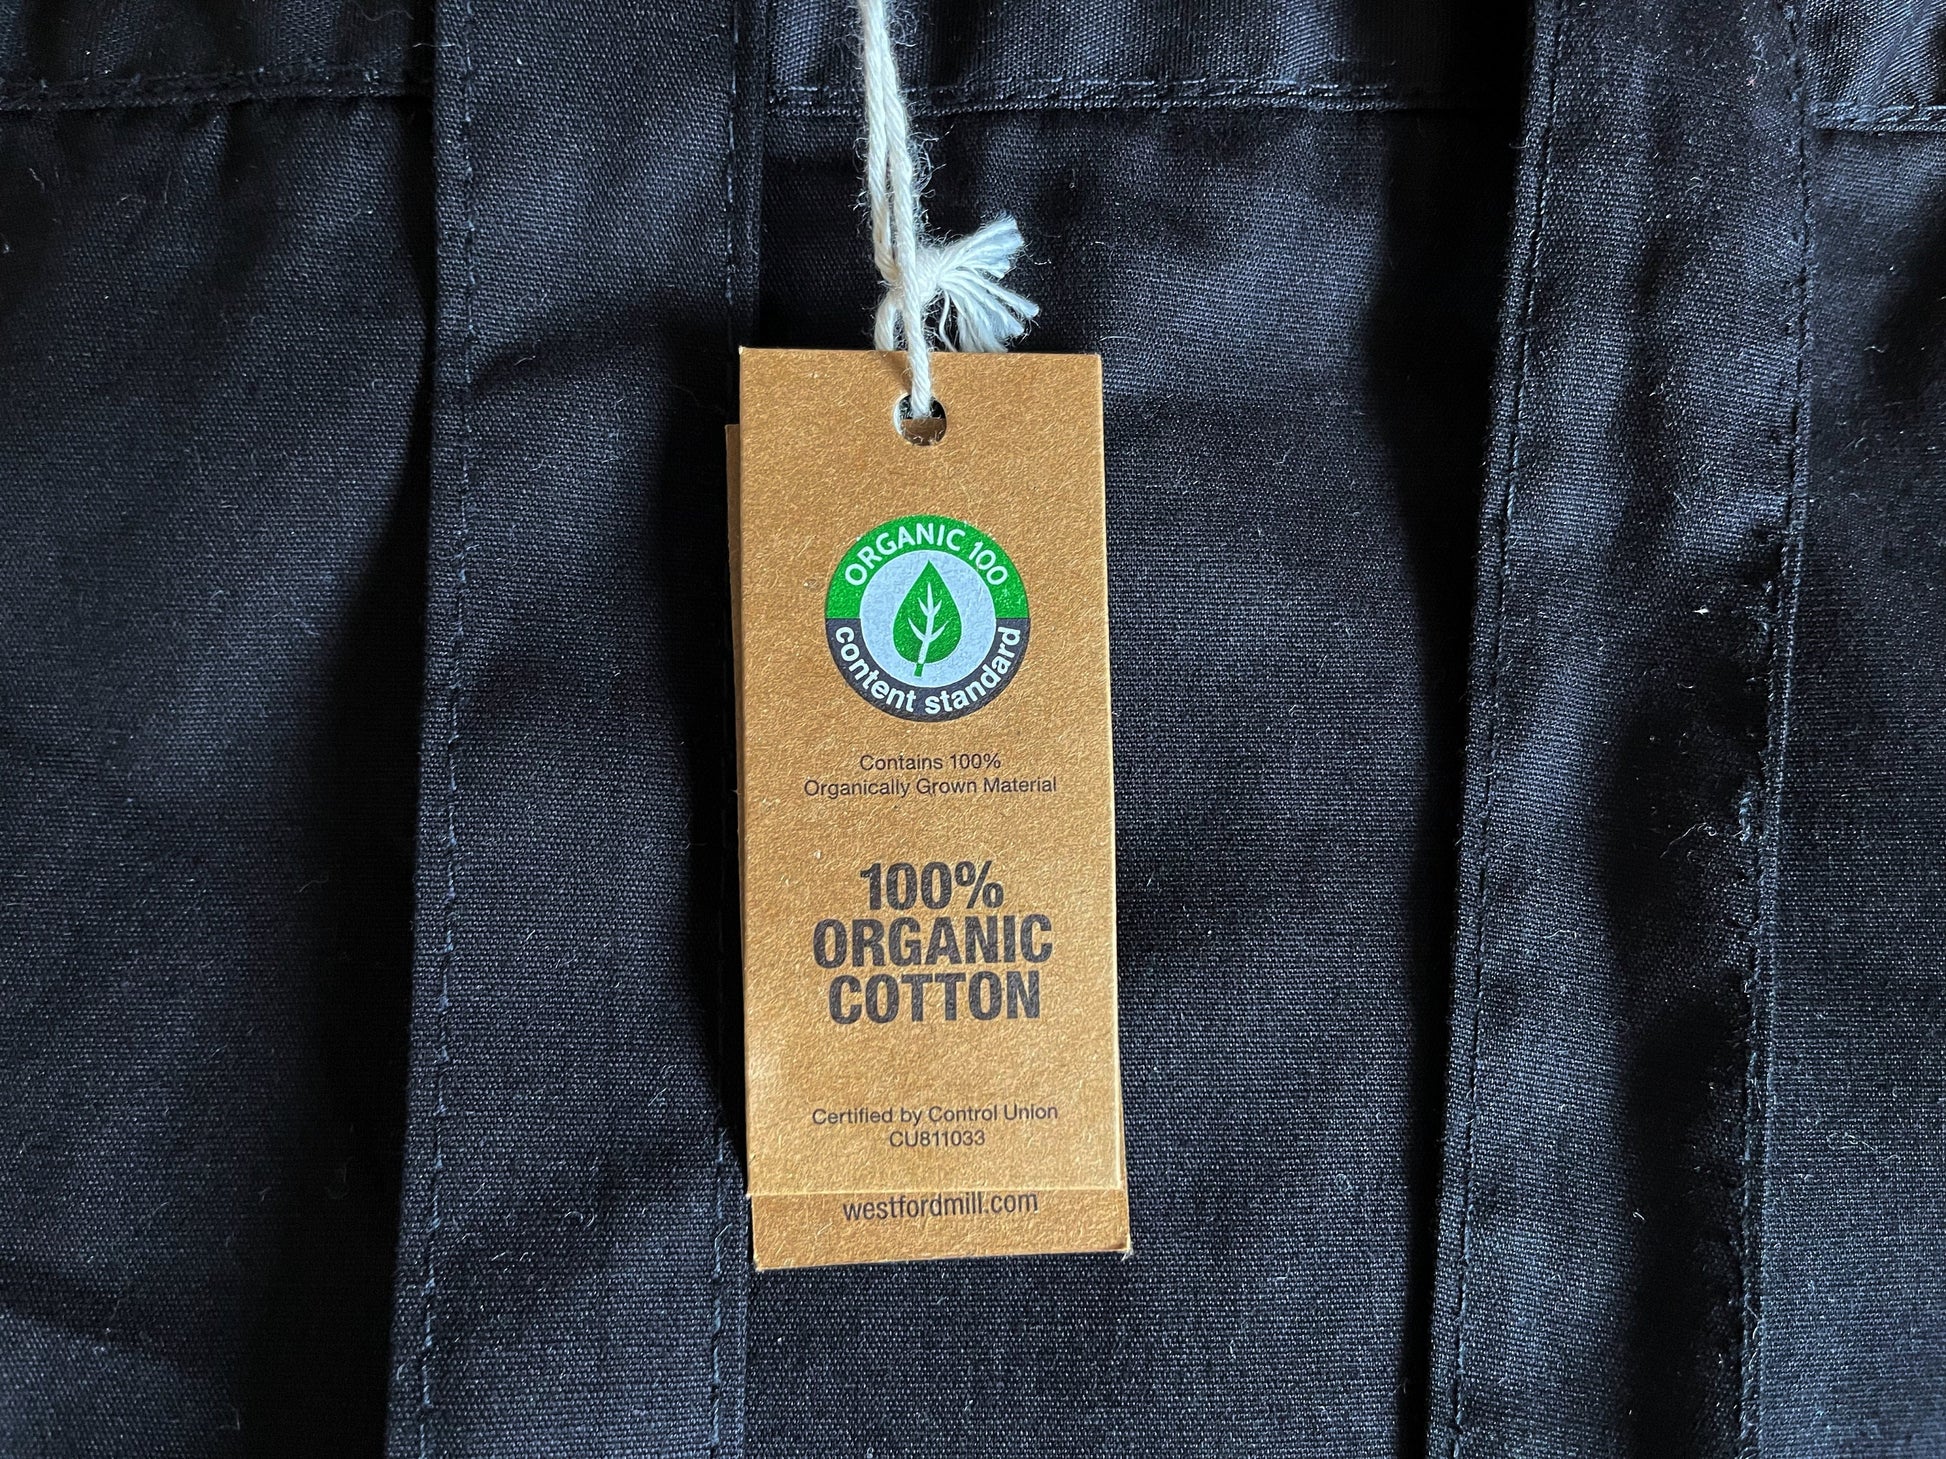 ORGANIC 100
content standard
Contains 100%
Organically Grown Material
100%
ORGANIC
COTTON
Certified by Control Union
CU811033
westfordmill.com